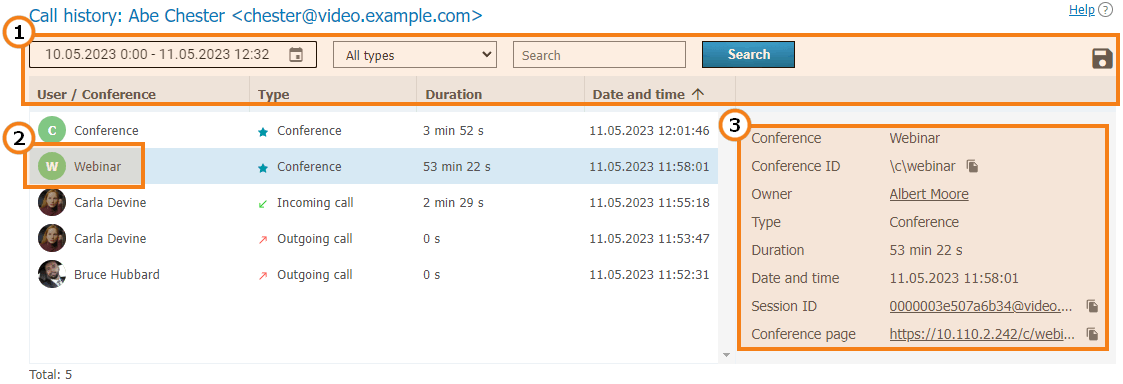 Call history: Abe Chester <chester@video.example.com>
Help ?
1
10.05.2023 0:00 - 11.05.2023 12:32 All types Search Search
User / Conference Type Duration Date and time
C Conference Conference 3 min 52 s 11.05.2023 12:01:46
2
W Webinar Conference 53 min 22 s 11.05.2023 11:58:01
Carla Devine Incoming call 2 min 29 s 11.05.2023 11:55:18
Carla Devine Outgoing call 0 s 11.05.2023 11:53:47
Bruce Hubbard Outgoing call 0 s 11.05.2023 11:52:31
3
Conference Webinar
Conference ID \c\webinar
Owner Albert Moore
Type Conference
Duration 53 min 22 s
Date and time 11.05.2023 11:58:01
Session ID 0000003e507a6b34@video....
Conference page https://10.110.2.242/c/webi...
Total: 5